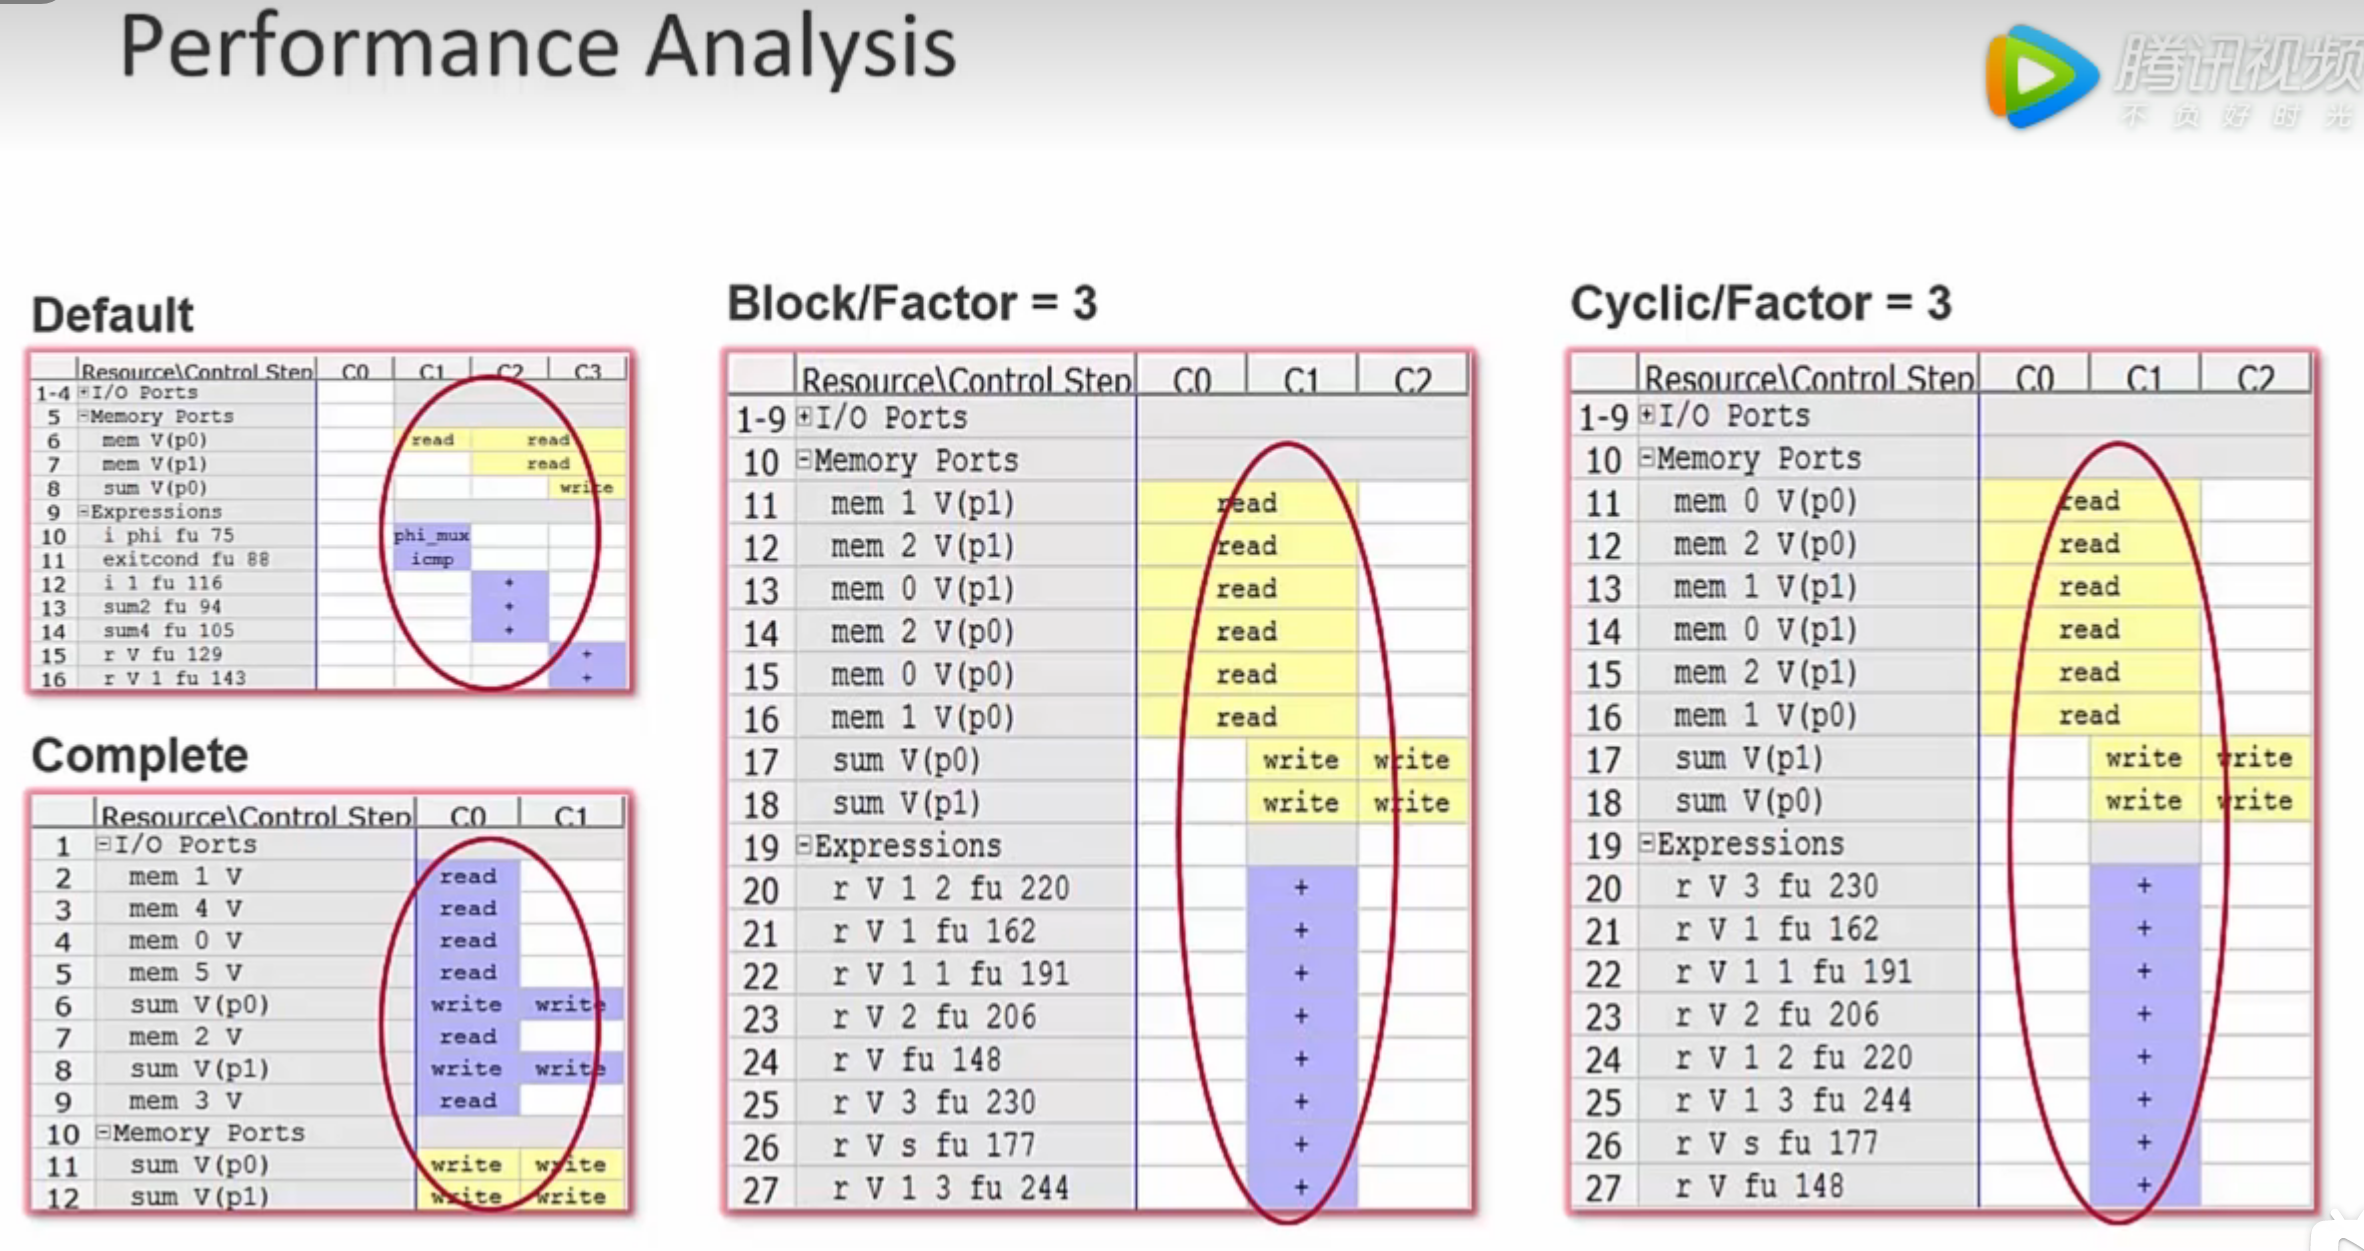 Performance Analysis
腾讯视频
不负好时光
Default
Resource\Control Step C0 C1 C2 C3
1-4 I/O Ports
5 Memory Ports
6 mem V(p0) read read
7 mem V(p1) read
8 sum V(p0) write
9 Expressions
10 i phi fu 75 phi_mux
11 exitcond fu 88 icmp
12 i 1 fu 116 +
13 sum2 fu 94 +
14 sum4 fu 105 +
15 r V fu 129 +
16 r V 1 fu 143 +
Complete
Resource\Control Step C0 C1
1 I/O Ports
2 mem 1 V read
3 mem 4 V read
4 mem 0 V read
5 mem 5 V read
6 sum V(p0) write write
7 mem 2 V read
8 sum V(p1) write write
9 mem 3 V read
10 Memory Ports
11 sum V(p0) write write
12 sum V(p1) write write
Block/Factor = 3
Resource\Control Step C0 C1 C2
1-9 I/O Ports
10 Memory Ports
11 mem 1 V(p1) read
12 mem 2 V(p1) read
13 mem 0 V(p1) read
14 mem 2 V(p0) read
15 mem 0 V(p0) read
16 mem 1 V(p0) read
17 sum V(p0) write write
18 sum V(p1) write write
19 Expressions
20 r V 1 2 fu 220 +
21 r V 1 fu 162 +
22 r V 1 1 fu 191 +
23 r V 2 fu 206 +
24 r V fu 148 +
25 r V 3 fu 230 +
26 r V s fu 177 +
27 r V 1 3 fu 244 +
Cyclic/Factor = 3
Resource\Control Step C0 C1 C2
1-9 I/O Ports
10 Memory Ports
11 mem 0 V(p0) read
12 mem 2 V(p0) read
13 mem 1 V(p1) read
14 mem 0 V(p1) read
15 mem 2 V(p1) read
16 mem 1 V(p0) read
17 sum V(p1) write write
18 sum V(p0) write write
19 Expressions
20 r V 3 fu 230 +
21 r V 1 fu 162 +
22 r V 1 1 fu 191 +
23 r V 2 fu 206 +
24 r V 1 2 fu 220 +
25 r V 1 3 fu 244 +
26 r V s fu 177 +
27 r V fu 148 +